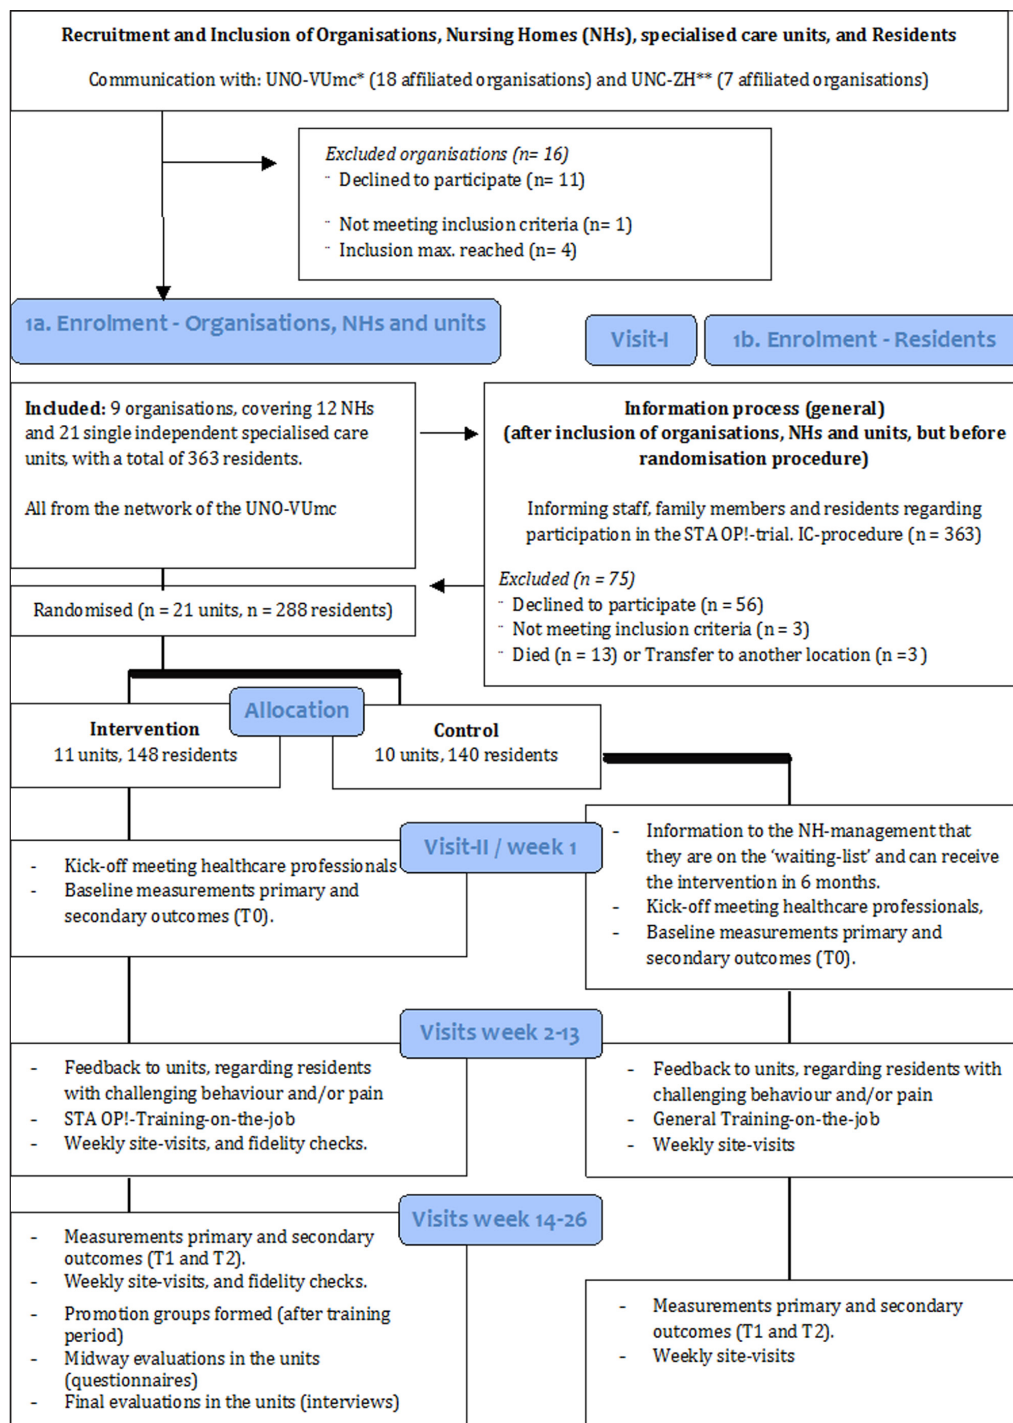 Recruitment and Inclusion of Organisations, Nursing Homes (NHs), specialised care units, and Residents
Communication with: UNO-VUmc* (18 affiliated organisations) and UNC-ZH** (7 affiliated organisations)
Excluded organisations (n= 16)
¨ Declined to participate (n= 11)
¨ Not meeting inclusion criteria (n= 1)
¨ Inclusion max. reached (n= 4)
1a. Enrolment - Organisations, NHs and units
Visit-I
1b. Enrolment - Residents
Included: 9 organisations, covering 12 NHs
and 21 single independent specialised care
units, with a total of 363 residents.
All from the network of the UNO-VUmc
Information process (general)
(after inclusion of organisations, NHs and units, but before
randomisation procedure)
Informing staff, family members and residents regarding
participation in the STA OP!-trial. IC-procedure (n = 363)
Excluded (n = 75)
¨ Declined to participate (n = 56)
¨ Not meeting inclusion criteria (n = 3)
¨ Died (n = 13) or Transfer to another location (n =3 )
Randomised (n = 21 units, n = 288 residents)
Allocation
Intervention
11 units, 148 residents
Control
10 units, 140 residents
Visit-II / week 1
- Kick-off meeting healthcare professionals
- Baseline measurements primary and
secondary outcomes (T0).
- Information to the NH-management that
they are on the ‘waiting-list’ and can receive
the intervention in 6 months.
- Kick-off meeting healthcare professionals,
- Baseline measurements primary and
secondary outcomes (T0).
Visits week 2-13
- Feedback to units, regarding residents
with challenging behaviour and/or pain
- STA OP!-Training-on-the-job
- Weekly site-visits, and fidelity checks.
- Feedback to units, regarding residents with
challenging behaviour and/or pain
- General Training-on-the-job
- Weekly site-visits
Visits week 14-26
- Measurements primary and secondary
outcomes (T1 and T2).
- Weekly site-visits, and fidelity checks.
- Promotion groups formed (after training
period)
- Midway evaluations in the units
(questionnaires)
- Final evaluations in the units (interviews)
- Measurements primary and secondary
outcomes (T1 and T2).
- Weekly site-visits